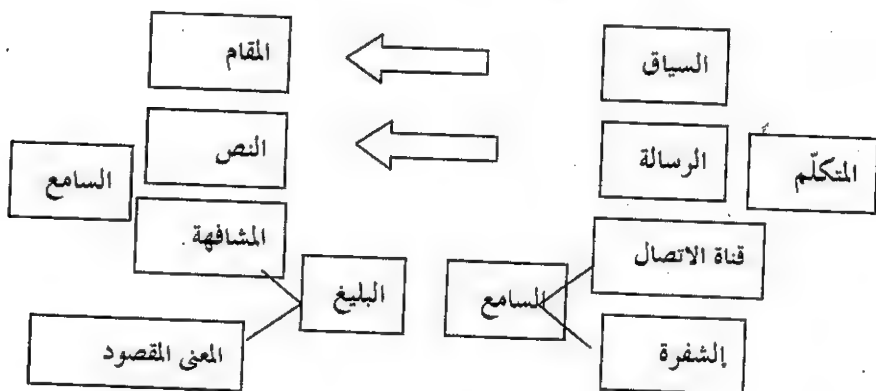 السياق
المقام
المتكلّم
الرسالة
النص
السامع
قناة الاتصال
المشافهة
السامع
البليغ
الشفرة
المعنى المقصود